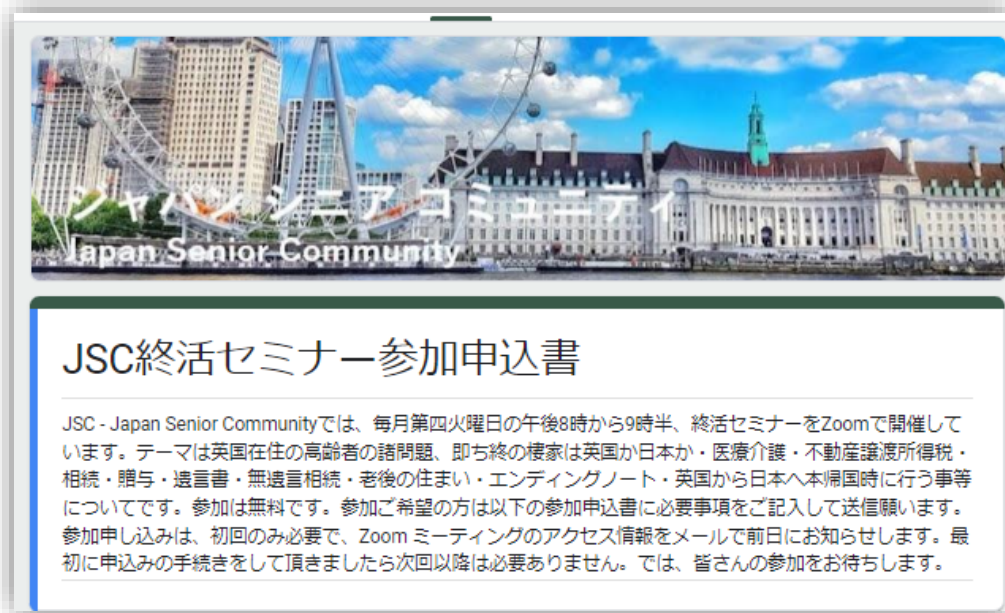 ジャパン シニア コミュニティ
Japan Senior Community
JSC終活セミナー参加申込書
JSC - Japan Senior Communityでは、毎月第四火曜日の午後8時から9時半、終活セミナーをZoomで開催して
います。テーマは英国在住の高齢者の諸問題、即ち終の棲家は英国か日本か・医療介護・不動産譲渡所得税・
相続・贈与・遺言書・無遺言相続・老後の住まい・エンディングノート・英国から日本へ本帰国時に行う事等
についてです。参加は無料です。参加ご希望の方は以下の参加申込書に必要事項をご記入して送信願います。
参加申し込みは、初回のみ必要で、Zoom ミーティングのアクセス情報をメールで前日にお知らせします。最
初に申込みの手続きをして頂きましたら次回以降は必要ありません。では、皆さんの参加をお待ちします。